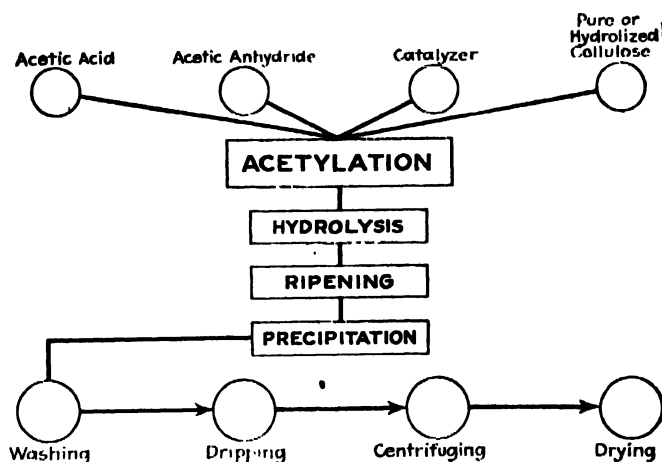 Acetic Acid
Acetic Anhydride
Catalyzer
Pure or
Hydrolized
Cellulose
ACETYLATION
HYDROLYSIS
RIPENING
PRECIPITATION
Washing
Dripping
Centrifuging
Drying